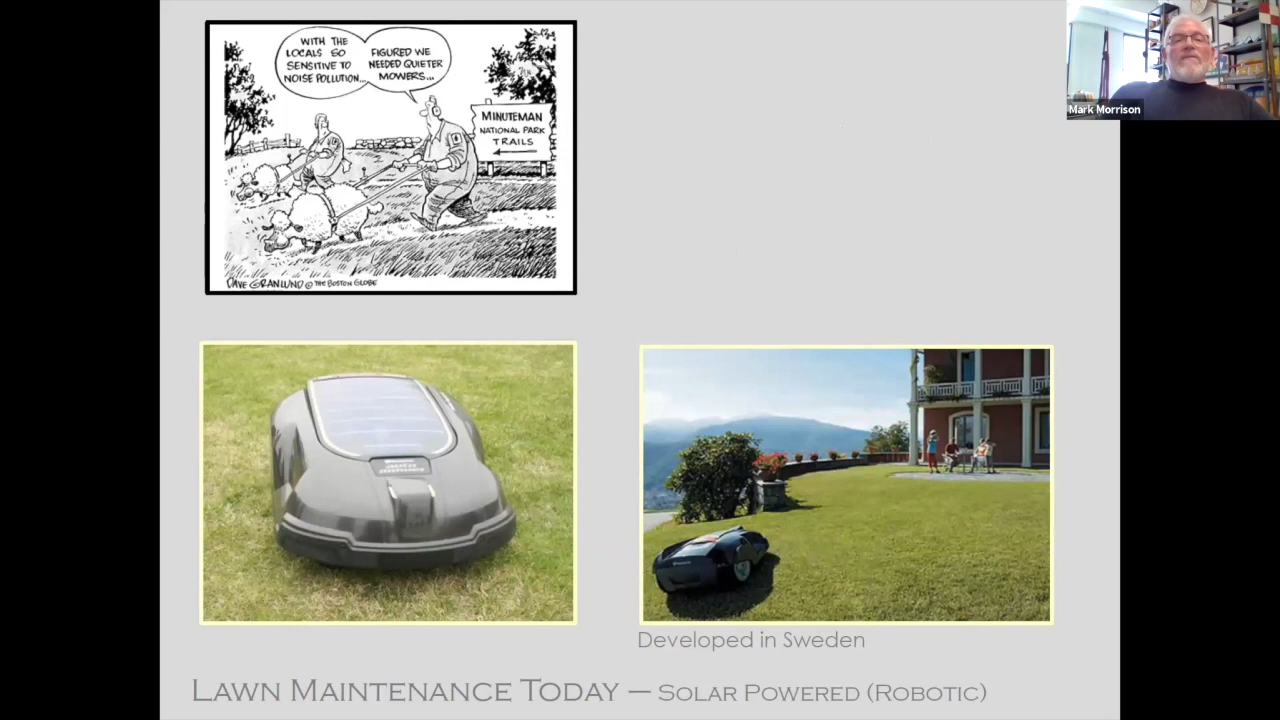 WITH THE
LOCALS SO
SENSITIVE TO
NOISE POLLUTION...
FIGURED WE
NEEDED QUIETER
MOWERS...
MINUTEMAN
NATIONAL PARK
TRAILS
DAVE GRANLUND @ THE BOSTON GLOBE
Mark Morrison
Developed in Sweden
LAWN MAINTENANCE TODAY – SOLAR POWERED (ROBOTIC)